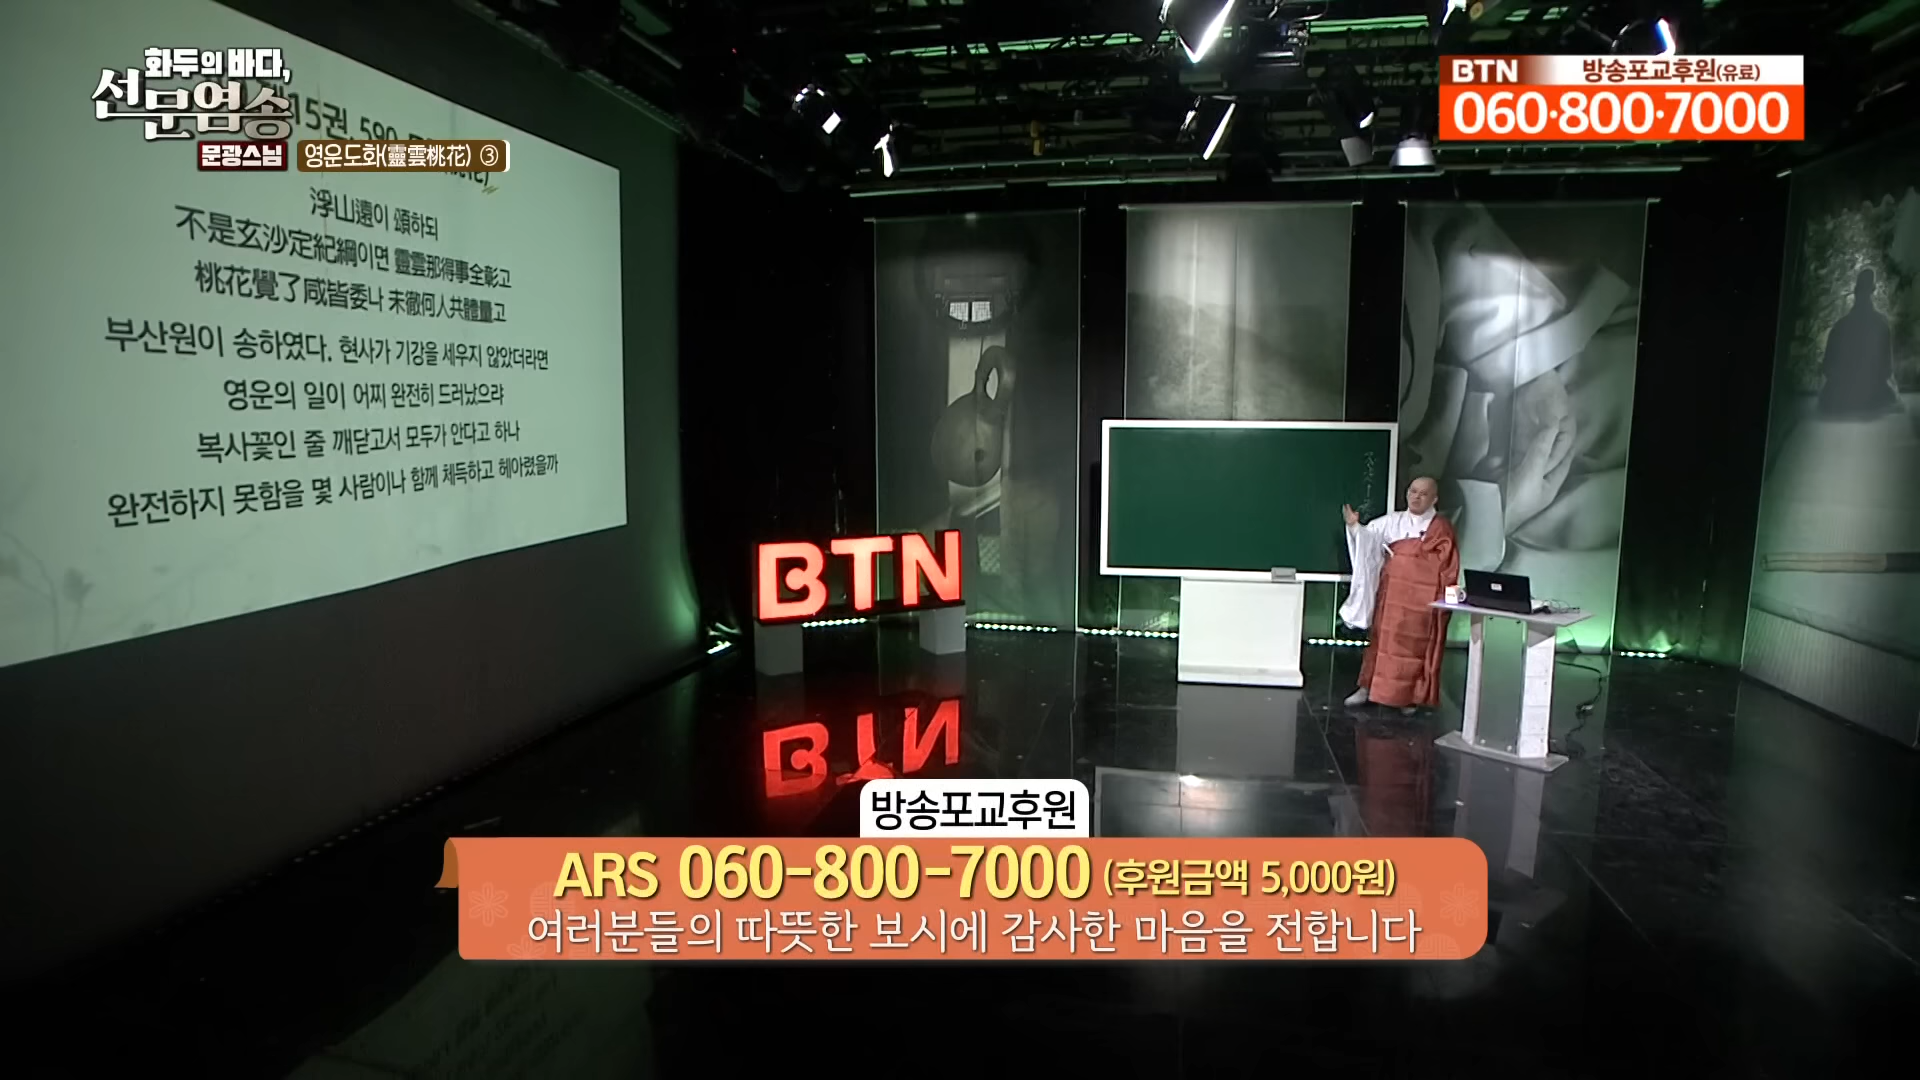 화두의 바다,
선문염송
문광스님 영운도화(靈雲桃花) ③
15권, 590
浮山遠이 頌하되
不是玄沙定紀綱이면 靈雲那得事全彰고
桃花覺了咸皆委나 未徹何人共體量고
부산원이 송하였다. 현사가 기강을 세우지 않았더라면
영운의 일이 어찌 완전히 드러났으랴
복사꽃인 줄 깨닫고서 모두가 안다고 하나
완전하지 못함을 몇 사람이나 함께 체득하고 헤아렸을까
BTN 방송포교후원(유료)
060·800·7000
BTN
방송포교후원
ARS 060-800-7000 (후원금액 5,000원)
여러분들의 따뜻한 보시에 감사한 마음을 전합니다